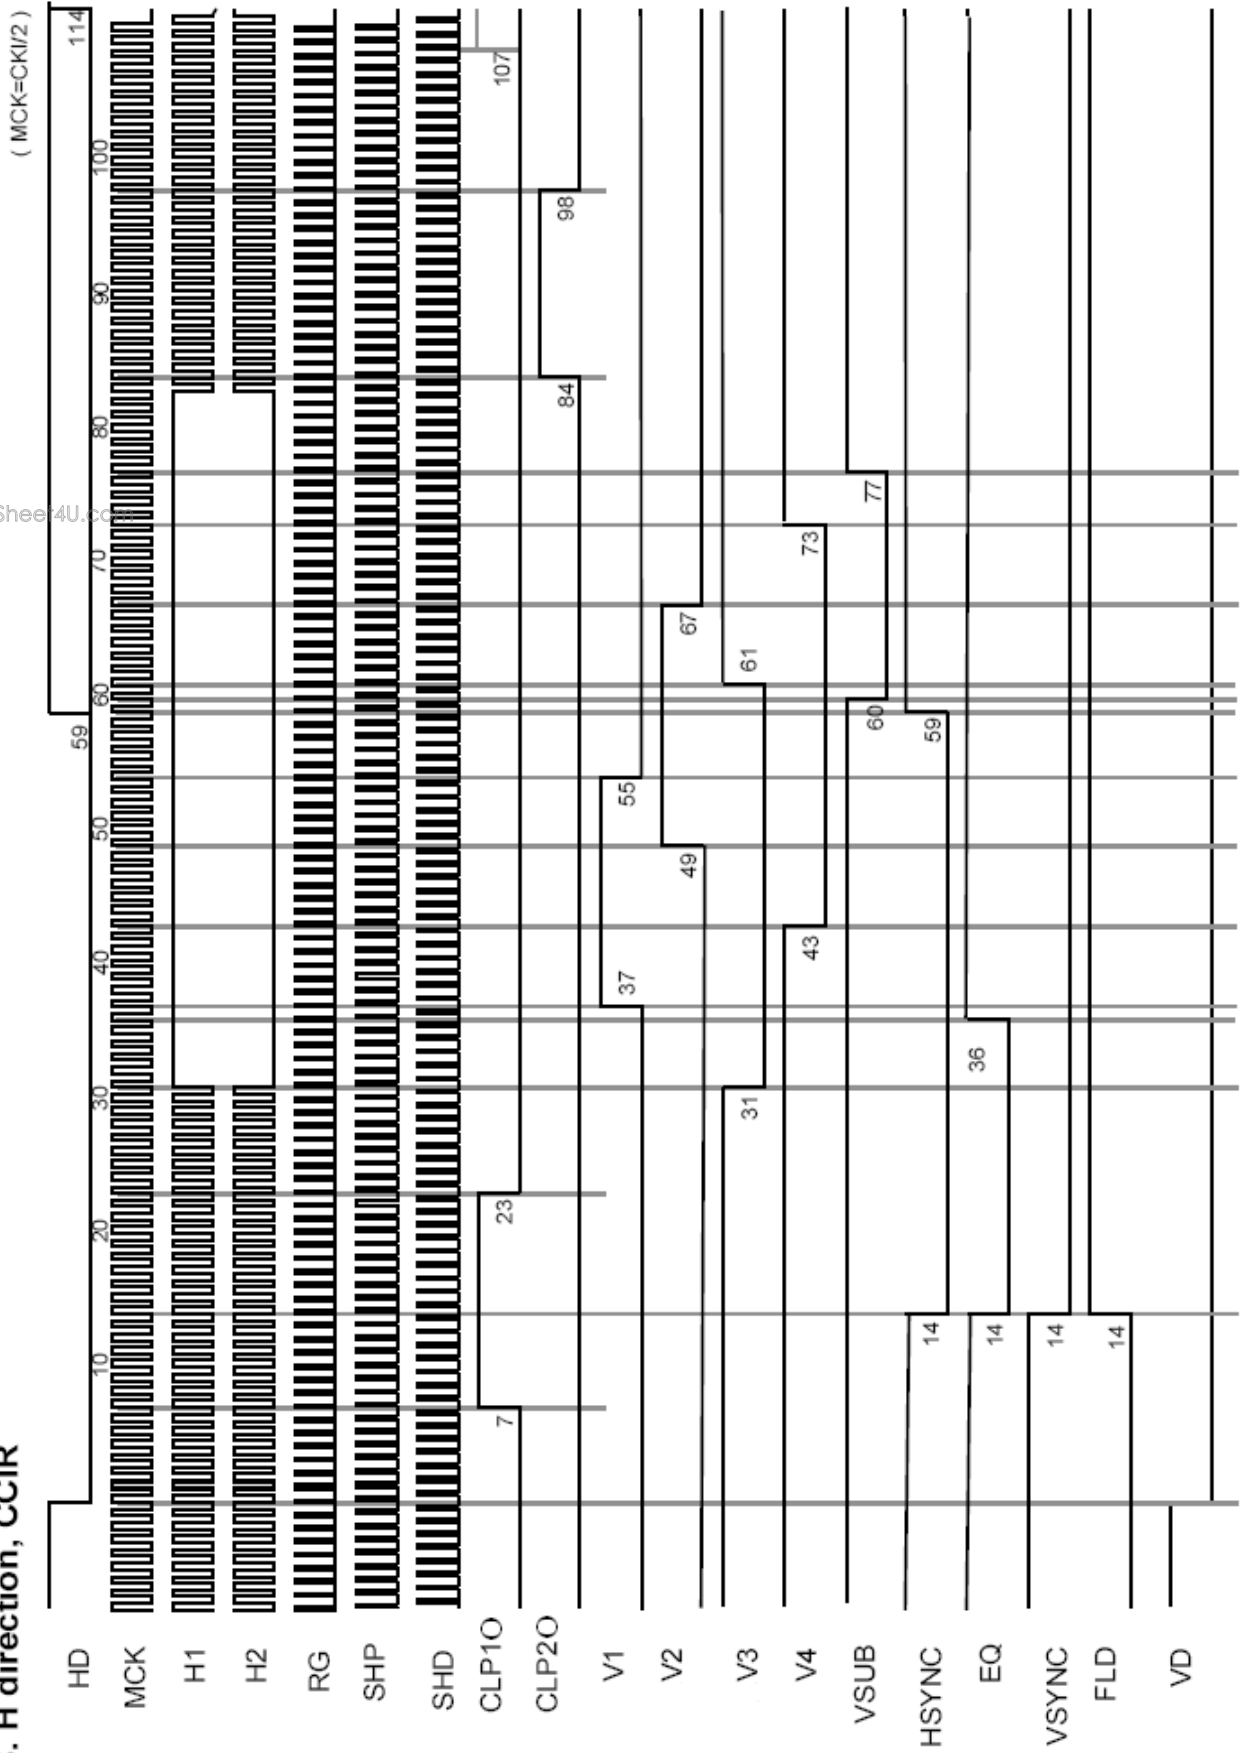 . H direction, CCIR
( MCK=CKI/2 )
HD 59 114
10 20 30 40 50 60 70 80 90 100
MCK
H1
H2
RG
SHP
SHD
CLP1O 7 23 107
CLP2O 84 98
V1 37 55
V2 49 67
V3 31 61
V4 43 73
VSUB 60 77
HSYNC 14 59
EQ 14 36
VSYNC 14
FLD 14
VD
Sheet4U.com